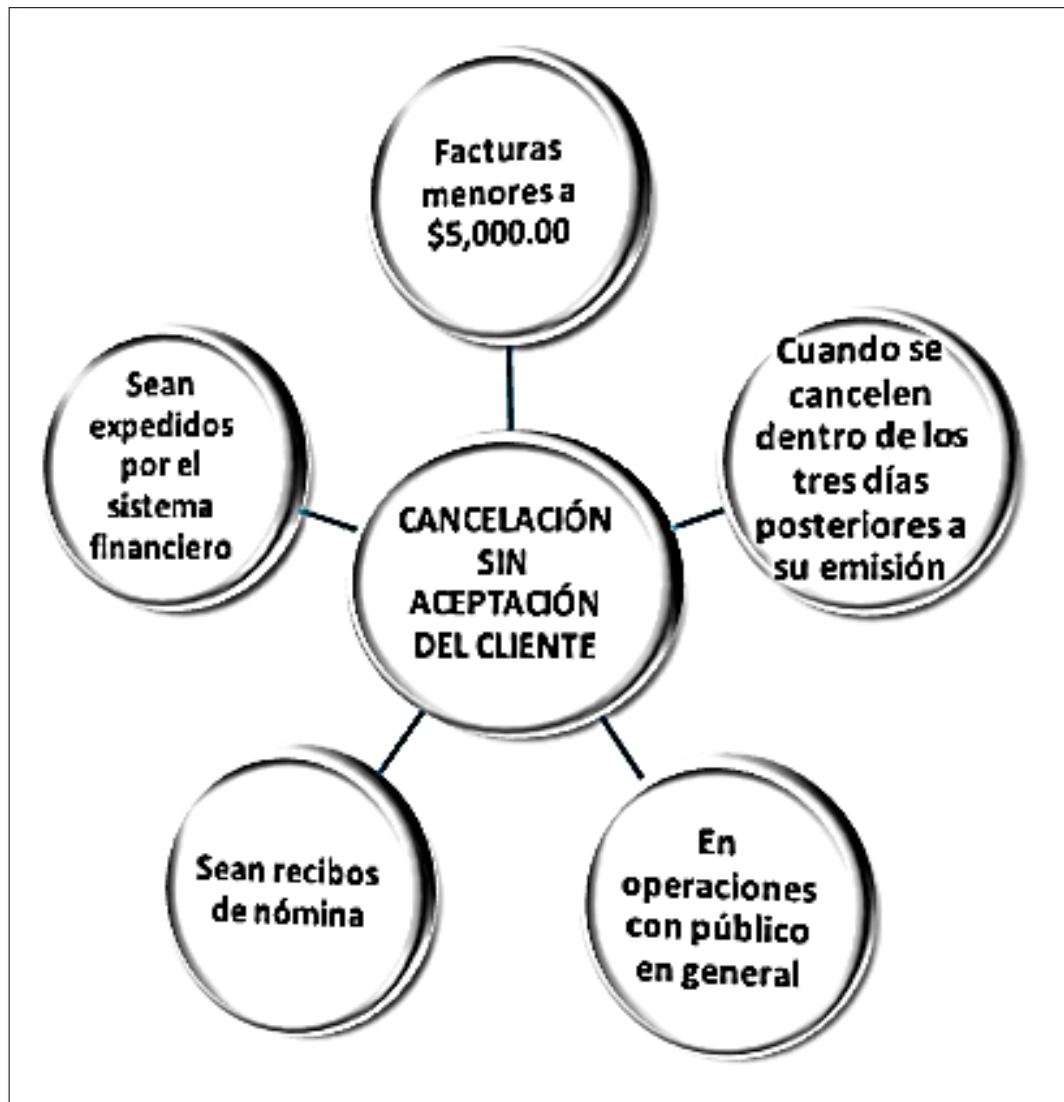 Facturas
menores a
$5,000.00
Cuando se
cancelen
dentro de los
tres días
posteriores a
su emisión
Sean
expedidos
por el
sistema
financiero
CANCELACIÓN
SIN
ACEPTACIÓN
DEL CLIENTE
Sean recibos
de nómina
En
operaciones
con público
en general